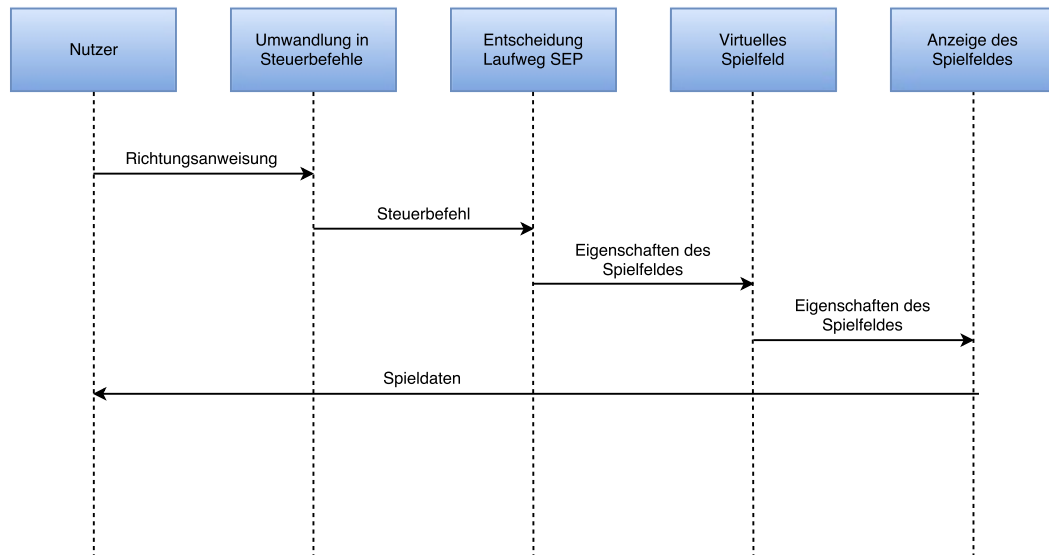 Nutzer
Umwandlung in
Steuerbefehle
Entscheidung
Laufweg SEP
Virtuelles
Spielfeld
Anzeige des
Spielfeldes
Richtungsanweisung
Steuerbefehl
Eigenschaften des
Spielfeldes
Eigenschaften des
Spielfeldes
Spieldaten